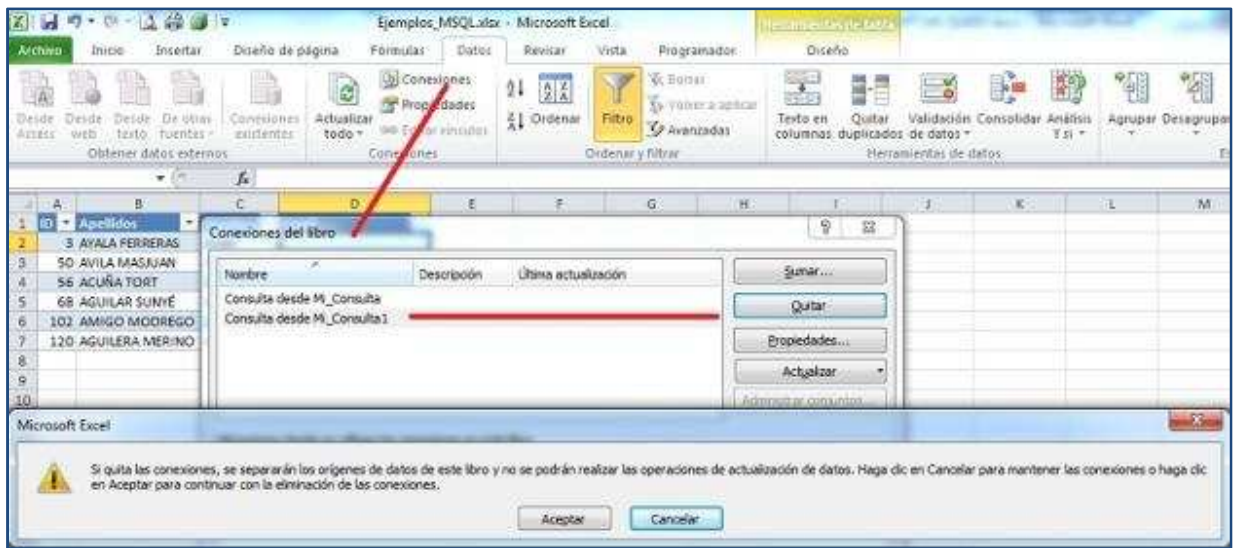 Ejemplos_MSQL.xlsx - Microsoft Excel
Herramientas de tabla
Archivo Inicio Insertar Diseño de página Fórmulas Datos Revisar Vista Programador Diseño
Desde Access
Desde web
Desde texto
De otras fuentes
Conexiones existentes
Obtener datos externos
Actualizar todo
Conexiones
Propiedades
Editar vínculos
Conexiones
Ordenar
Filtro
Borrar
Volver a aplicar
Avanzadas
Ordenar y filtrar
Texto en columnas
Quitar duplicados
Validación de datos
Consolidar
Análisis Y si
Herramientas de datos
Agrupar
Desagrupar
fx
A B C D E F G H I J K L M
1 ID Apellidos
2 3 AYALA FERRERAS
3 50 AVILA MASJUAN
4 56 ACUÑA TORT
5 68 AGUILAR SUNYÉ
6 102 AMIGO MODREGO
7 120 AGUILERA MERINO
8
9
10
Conexiones del libro
Nombre Descripción Última actualización
Consulta desde Mi_Consulta
Consulta desde Mi_Consulta1
Sumar...
Quitar
Propiedades...
Actualizar
Administrar conjuntos...
Microsoft Excel
Si quita las conexiones, se separarán los orígenes de datos de este libro y no se podrán realizar las operaciones de actualización de datos. Haga clic en Cancelar para mantener las conexiones o haga clic
en Aceptar para continuar con la eliminación de las conexiones.
Aceptar Cancelar